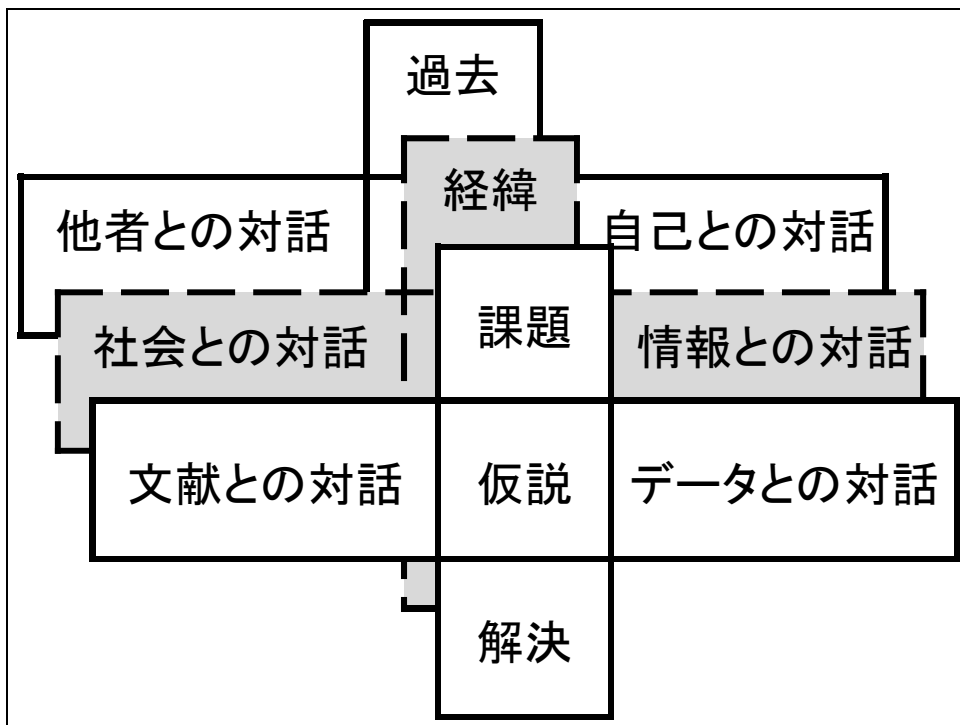 過去
経緯
他者との対話
自己との対話
課題
社会との対話
情報との対話
文献との対話
仮説
データとの対話
解決